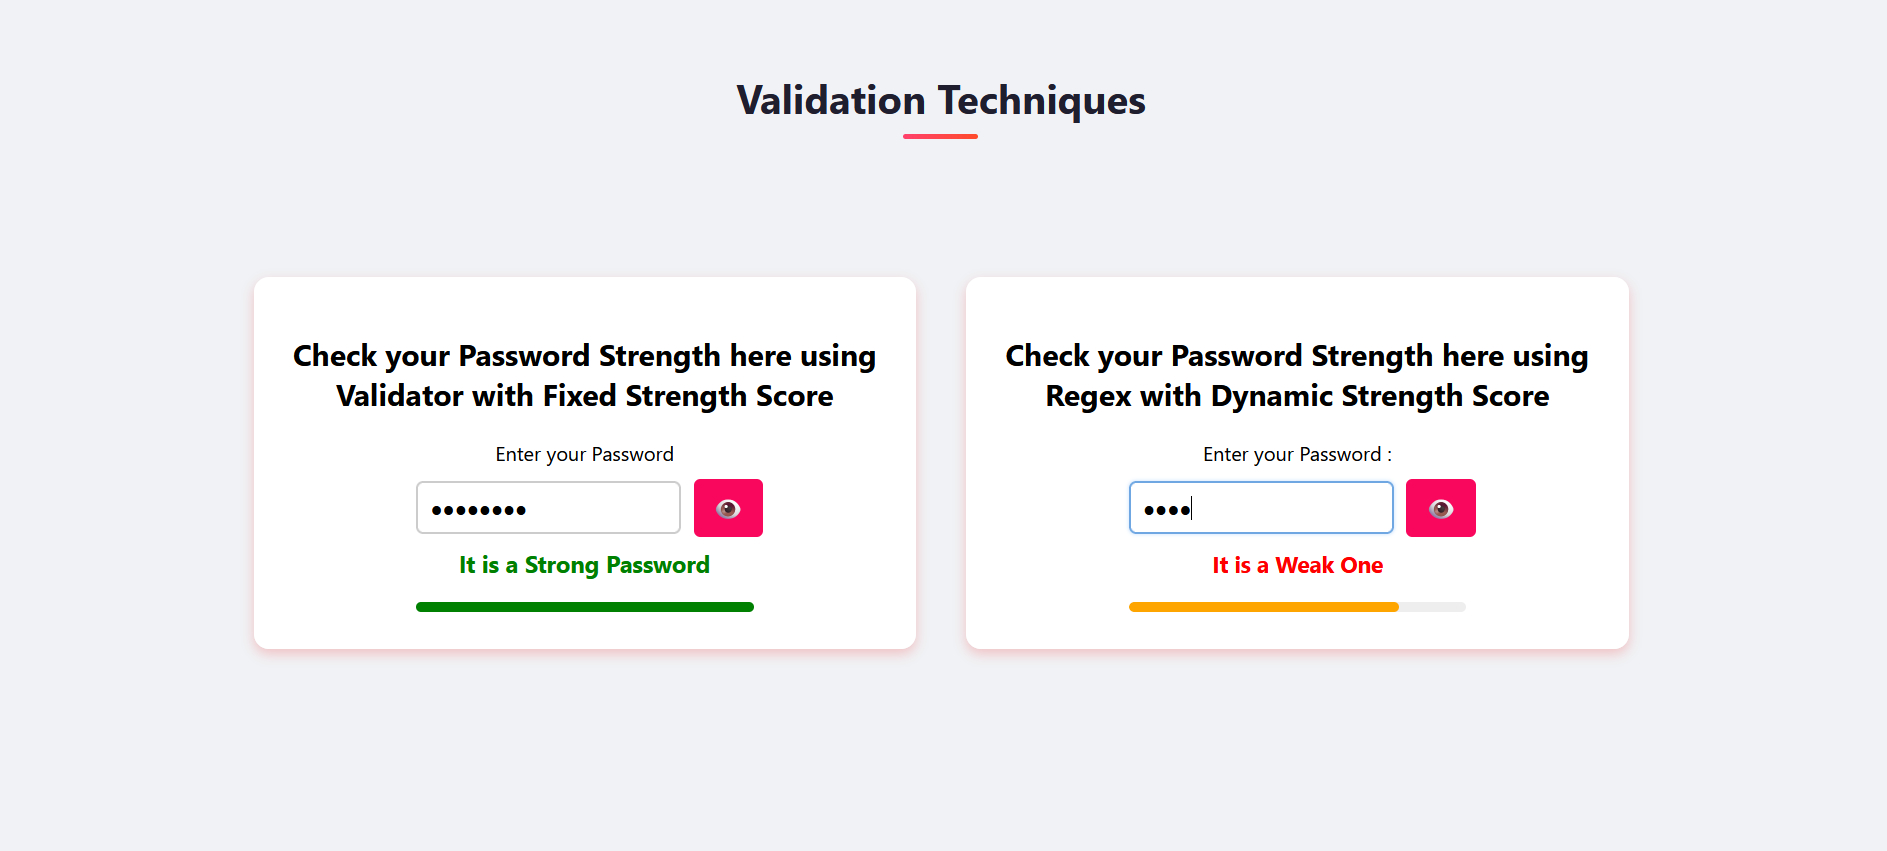 Validation Techniques
Check your Password Strength here using
Validator with Fixed Strength Score
Enter your Password
••••••••
It is a Strong Password
Check your Password Strength here using
Regex with Dynamic Strength Score
Enter your Password :
••••
It is a Weak One